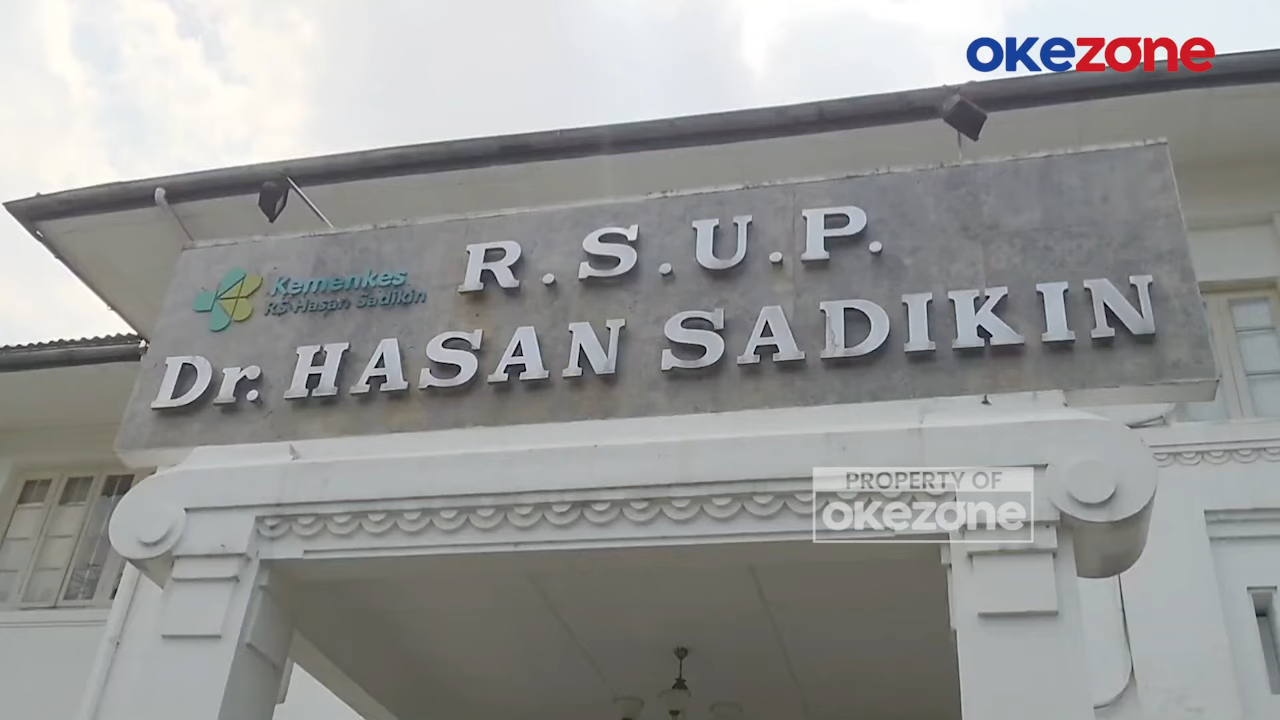 okezone
R.S.U.P.
Kemenkes
RS Hasan Sadikin
Dr. HASAN SADIKIN
PROPERTY OF
okezone